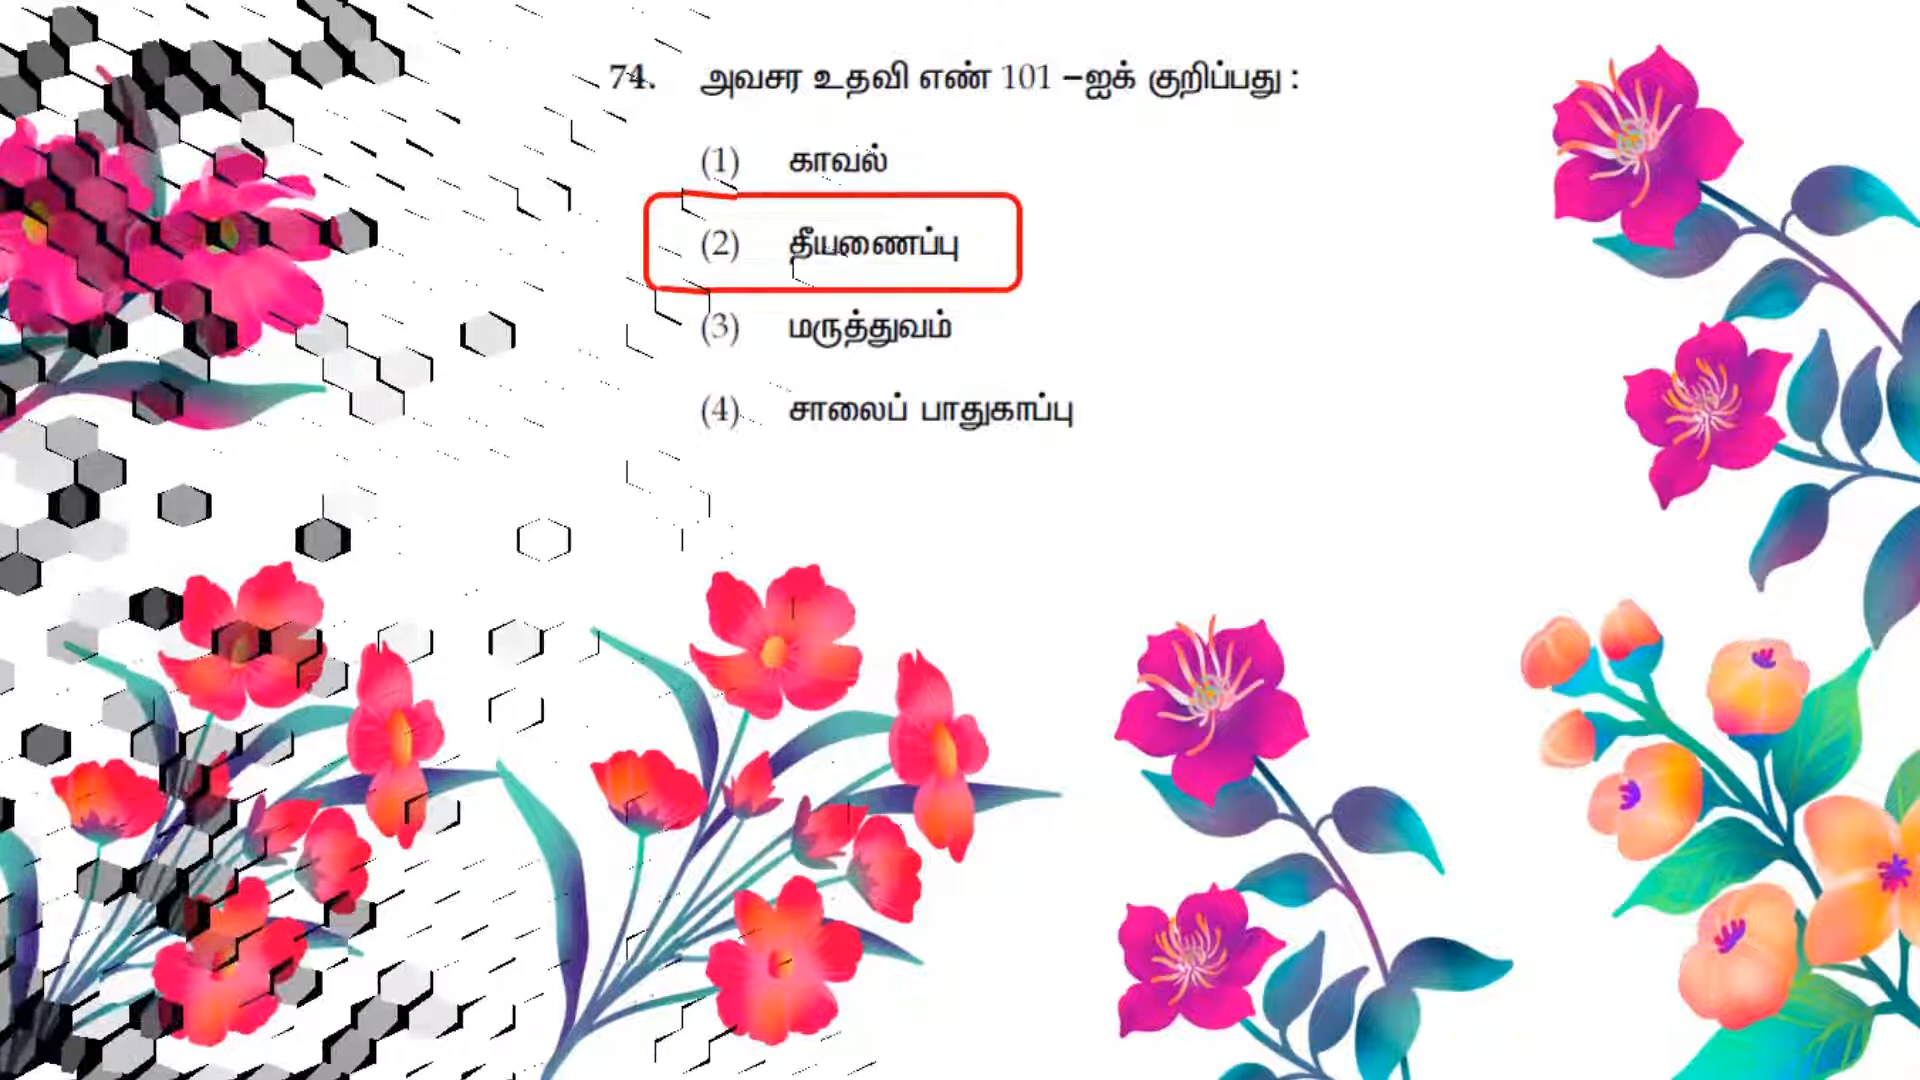 74. அவசர உதவி எண் 101 –ஐக் குறிப்பது :
(1) காவல்
(2) தீயணைப்பு
(3) மருத்துவம்
(4) சாலைப் பாதுகாப்பு